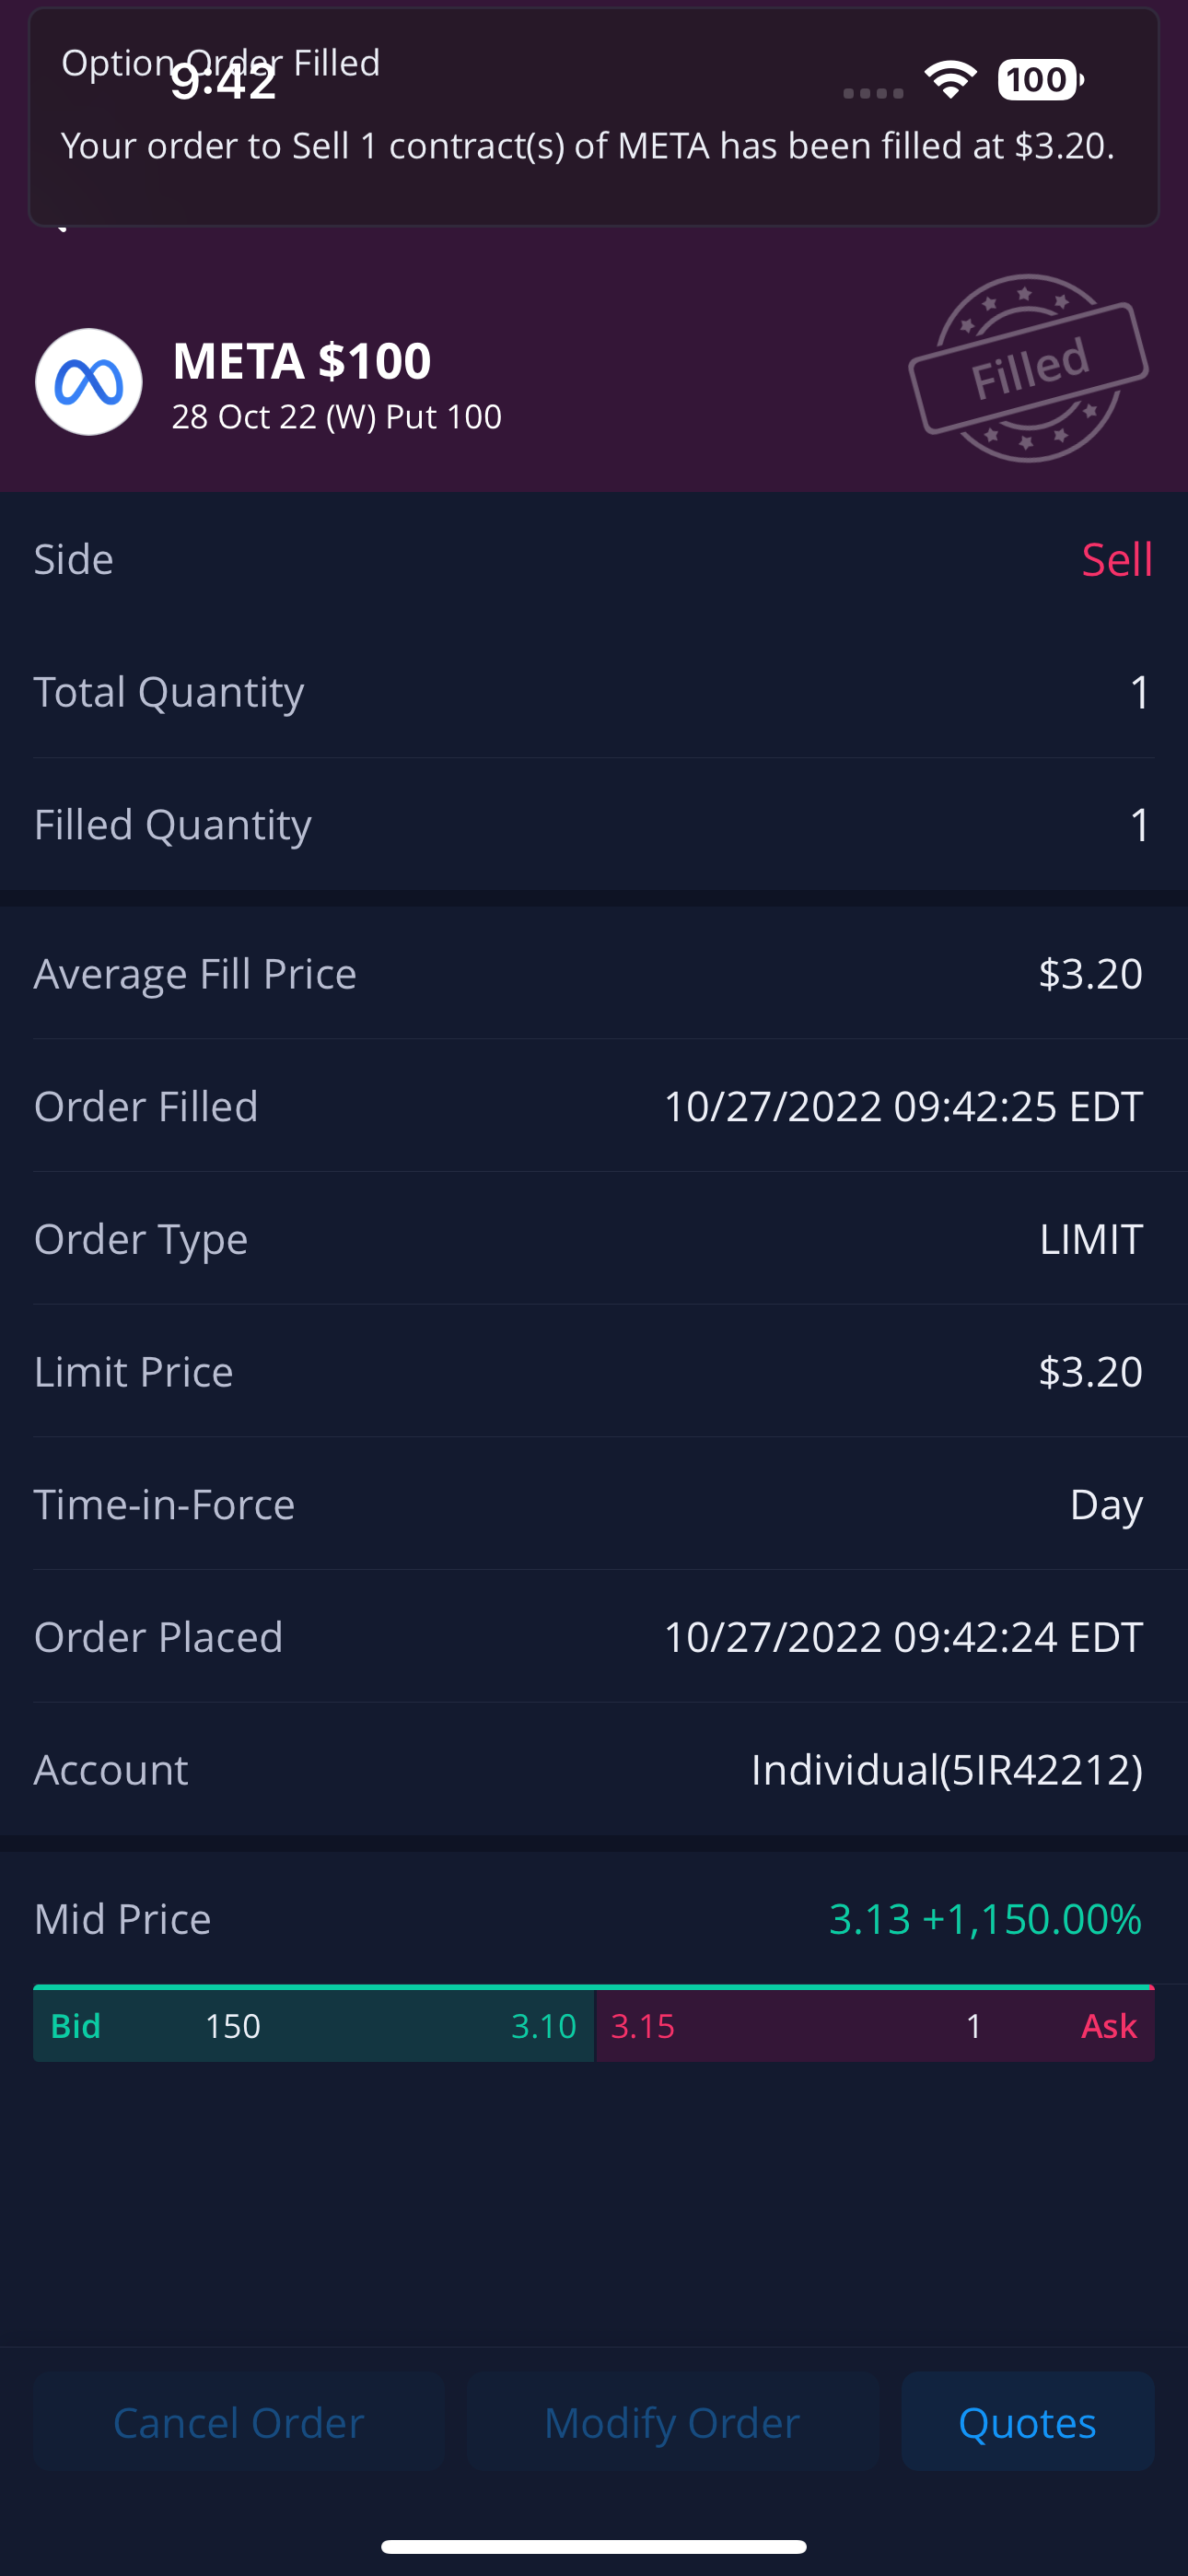 Option Order Filled
9:42
100
Your order to Sell 1 contract(s) of META has been filled at $3.20.
META $100
28 Oct 22 (W) Put 100
Filled
Side Sell
Total Quantity 1
Filled Quantity 1
Average Fill Price $3.20
Order Filled 10/27/2022 09:42:25 EDT
Order Type LIMIT
Limit Price $3.20
Time-in-Force Day
Order Placed 10/27/2022 09:42:24 EDT
Account Individual(5IR42212)
Mid Price 3.13 +1,150.00%
Bid 150 3.10 3.15 1 Ask
Cancel Order Modify Order Quotes